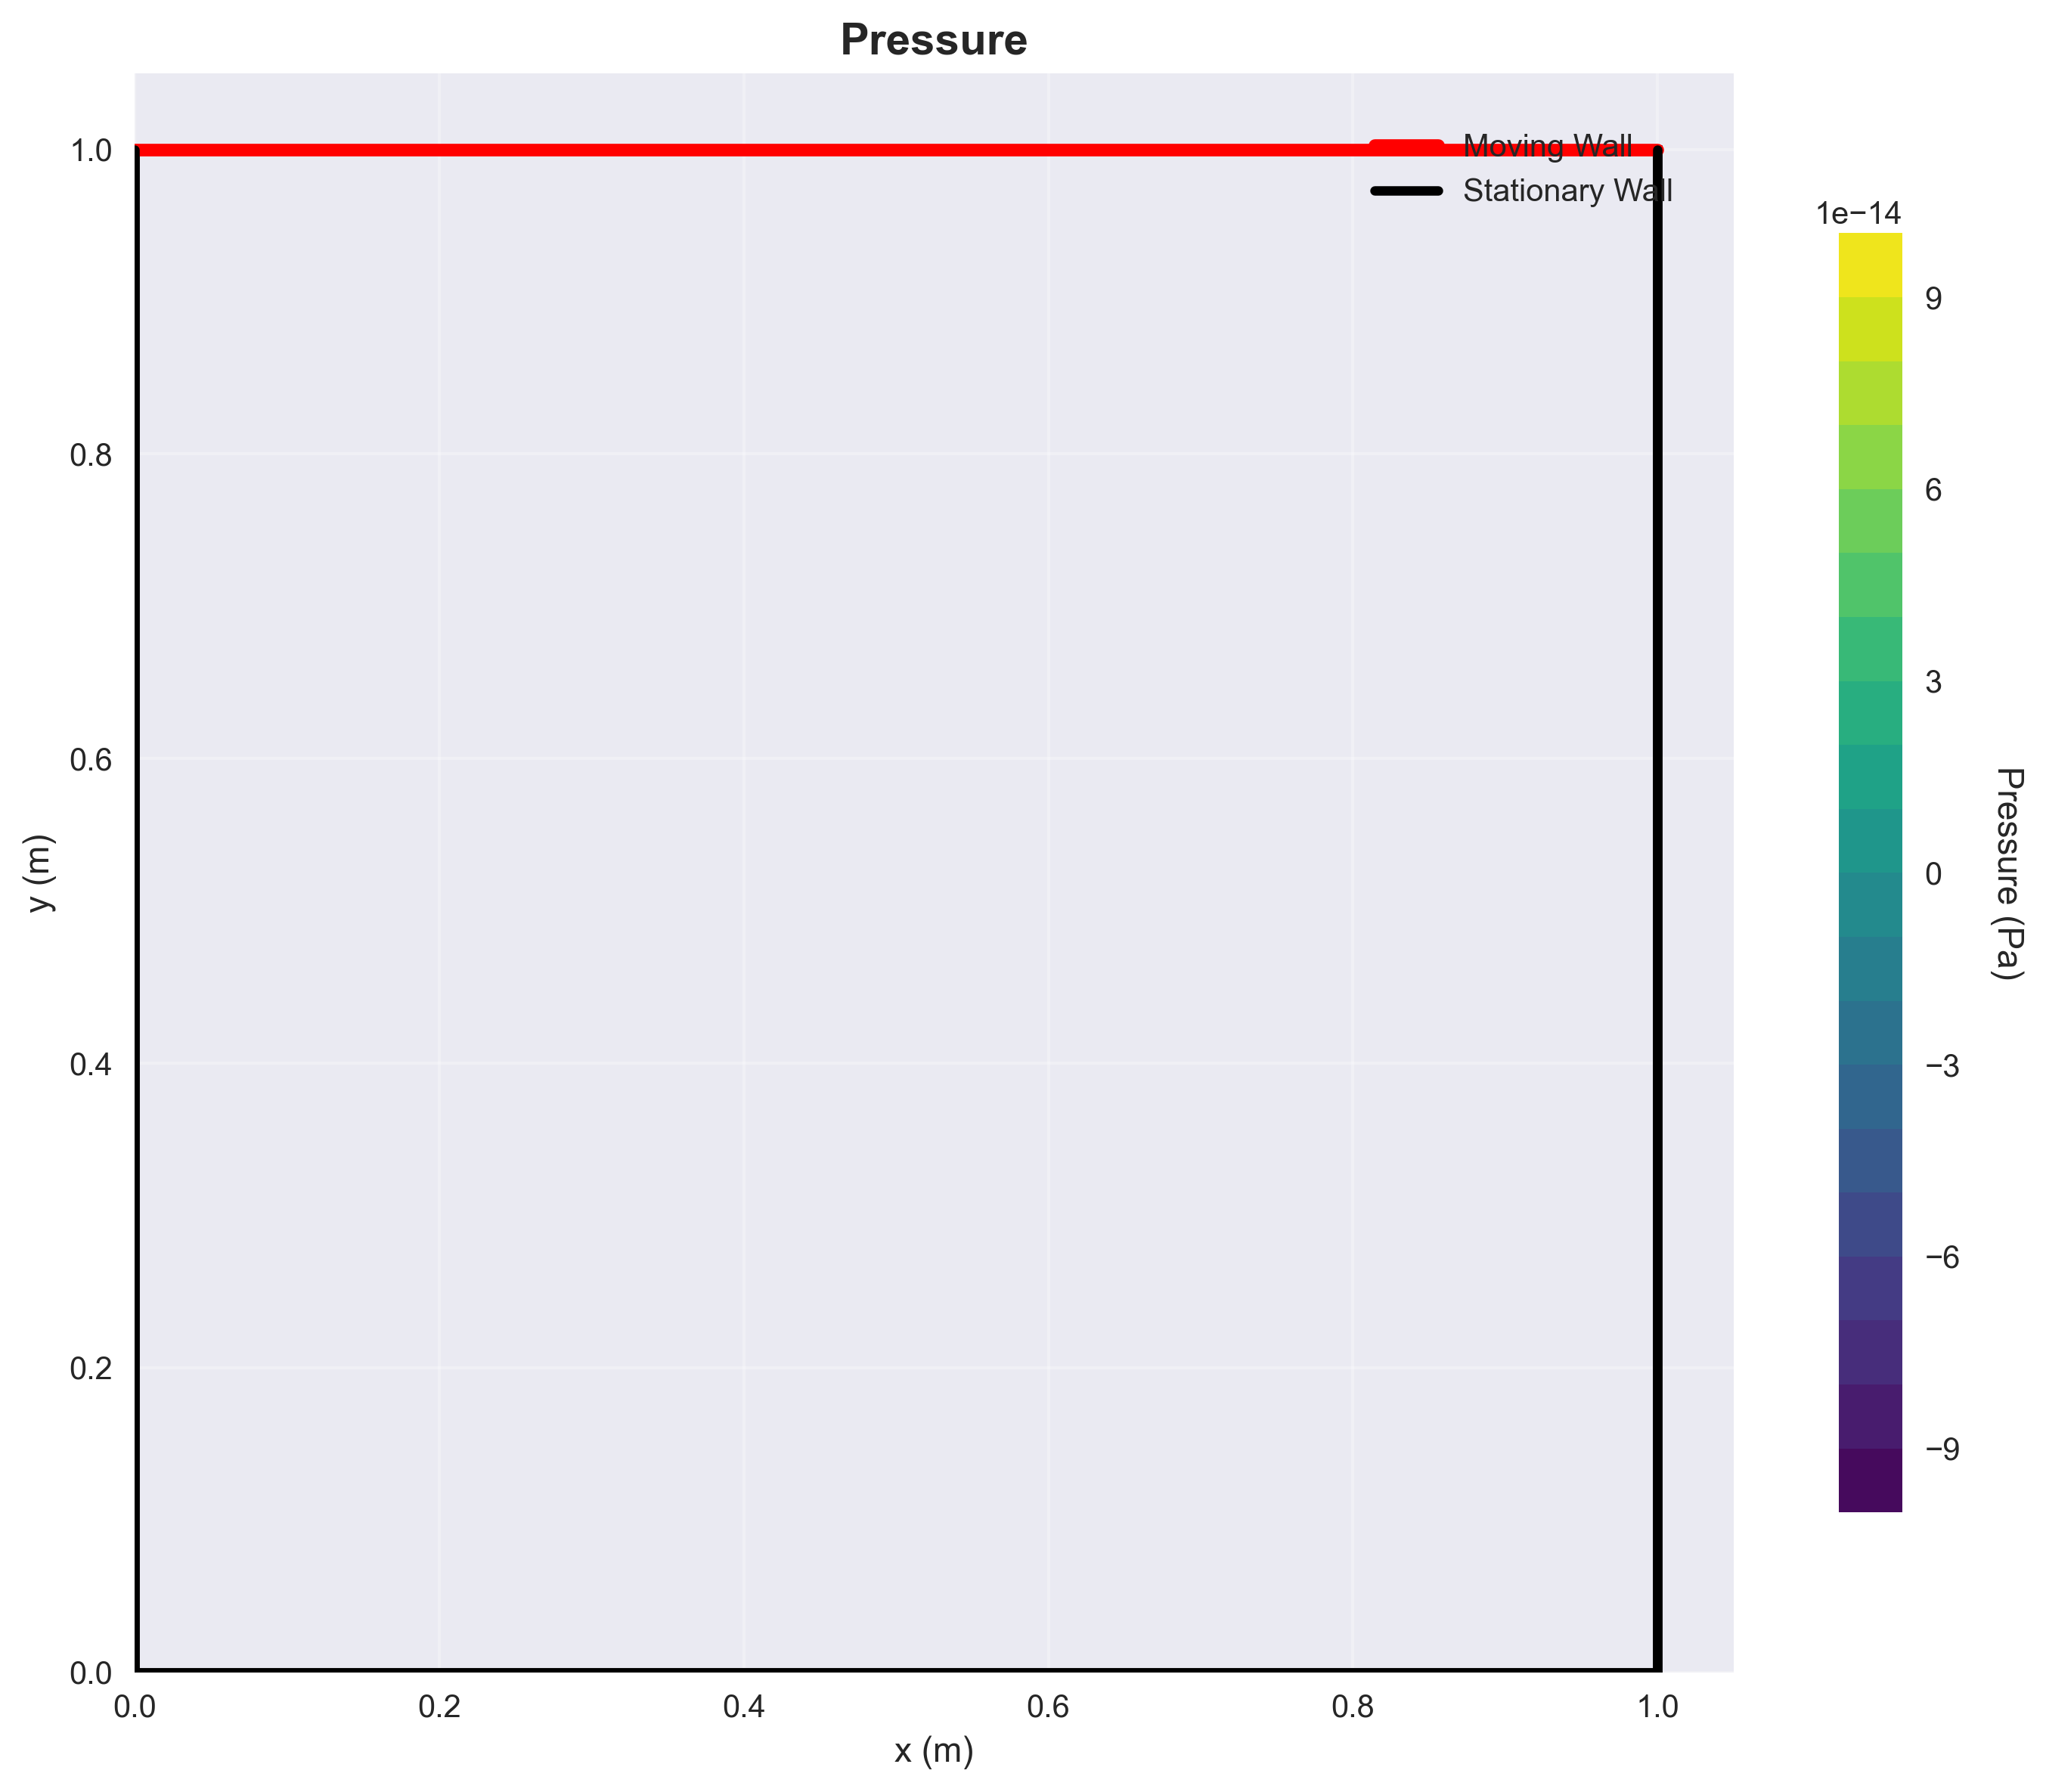 Pressure
Moving Wall
Stationary Wall
1e−14
9
6
3
0
−3
−6
−9
Pressure (Pa)
1.0
0.8
0.6
0.4
0.2
0.0
y (m)
0.0 0.2 0.4 0.6 0.8 1.0
x (m)